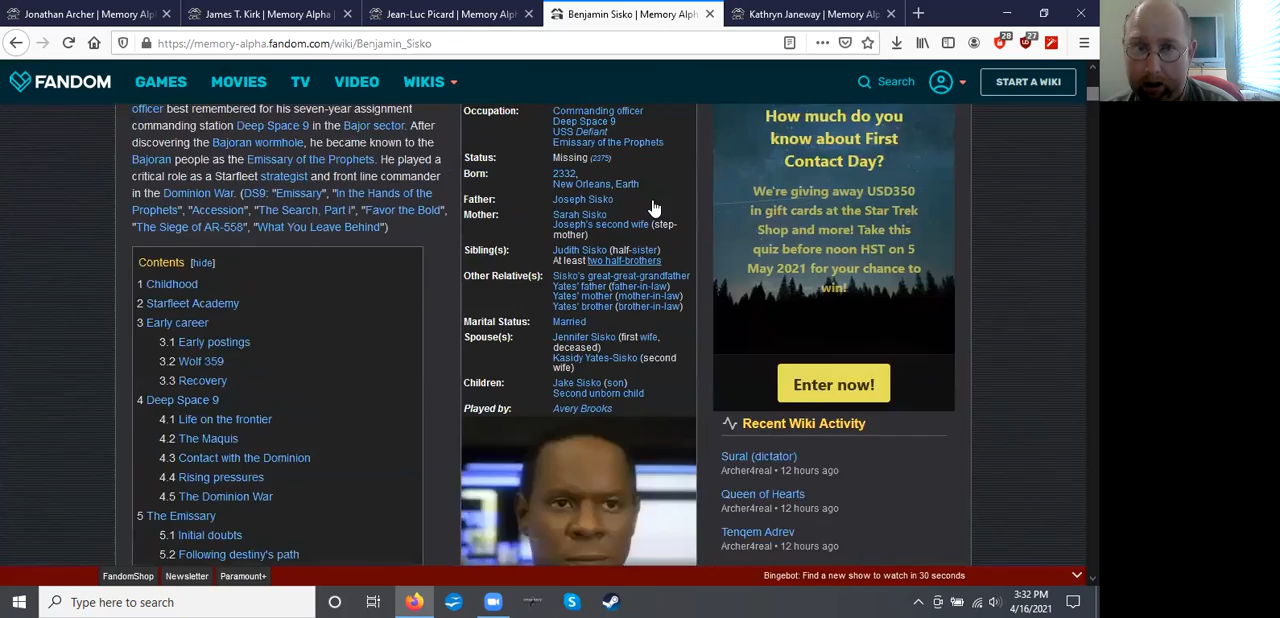 Jonathan Archer | Memory Alpha
James T. Kirk | Memory Alpha | F
Jean-Luc Picard | Memory Alpha
Benjamin Sisko | Memory Alpha
Kathryn Janeway | Memory Alpha
https://memory-alpha.fandom.com/wiki/Benjamin_Sisko
28
27
FANDOM
GAMES
MOVIES
TV
VIDEO
WIKIS
Search
START A WIKI
officer best remembered for his seven-year assignment
commanding station Deep Space 9 in the Bajor sector. After
discovering the Bajoran wormhole, he became known to the
Bajoran people as the Emissary of the Prophets. He played a
critical role as a Starfleet strategist and front line commander
in the Dominion War. (DS9: "Emissary", "In the Hands of the
Prophets", "Accession", "The Search, Part I", "Favor the Bold",
"The Siege of AR-558", "What You Leave Behind")
Contents [hide]
1 Childhood
2 Starfleet Academy
3 Early career
3.1 Early postings
3.2 Wolf 359
3.3 Recovery
4 Deep Space 9
4.1 Life on the frontier
4.2 The Maquis
4.3 Contact with the Dominion
4.4 Rising pressures
4.5 The Dominion War
5 The Emissary
5.1 Initial doubts
5.2 Following destiny's path
Occupation: Commanding officer
Deep Space 9
USS Defiant
Emissary of the Prophets
Status: Missing (2375)
Born: 2332,
New Orleans, Earth
Father: Joseph Sisko
Mother: Sarah Sisko
Joseph's second wife (step-
mother)
Sibling(s): Judith Sisko (half-sister)
At least two half-brothers
Other Relative(s): Sisko's great-great-grandfather
Yates' father (father-in-law)
Yates' mother (mother-in-law)
Yates' brother (brother-in-law)
Marital Status: Married
Spouse(s): Jennifer Sisko (first wife,
deceased)
Kasidy Yates-Sisko (second
wife)
Children: Jake Sisko (son)
Second unborn child
Played by: Avery Brooks
How much do you
know about First
Contact Day?
We're giving away USD350
in gift cards at the Star Trek
Shop and more! Take this
quiz before noon HST on 5
May 2021 for your chance to
win!
Enter now!
Recent Wiki Activity
Sural (dictator)
Archer4real • 12 hours ago
Queen of Hearts
Archer4real • 12 hours ago
Tenqem Adrev
Archer4real • 12 hours ago
FandomShop
Newsletter
Paramount+
Bingebot: Find a new show to watch in 30 seconds
Type here to search
3:32 PM
4/16/2021